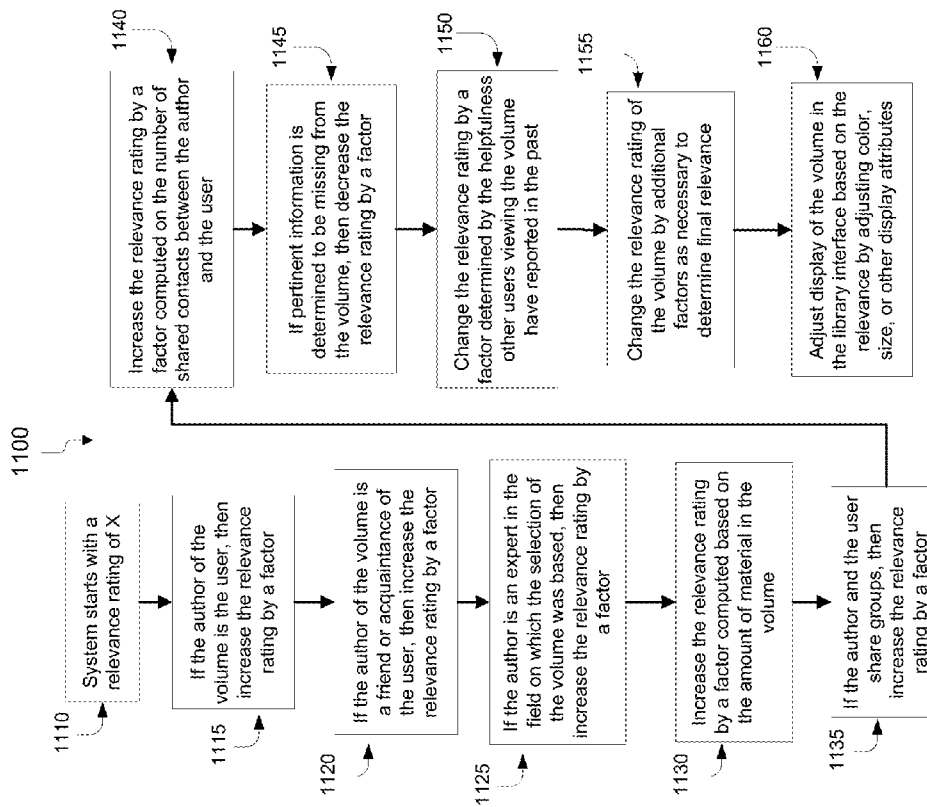 1100
1110
System starts with a
relevance rating of X
1115
If the author of the
volume is the user, then
increase the relevance
rating by a factor
1120
If the author of the volume is
a friend or acquaintance of
the user, then increase the
relevance rating by a factor
1125
If the author is an expert in the
field on which the selection of
the volume was based, then
increase the relevance rating by
a factor
1130
Increase the relevance rating
by a factor computed based on
the amount of material in the
volume
1135
If the author and the user
share groups, then
increase the relevance
rating by a factor
1140
Increase the relevance rating by a
factor computed on the number of
shared contacts between the author
and the user
1145
If pertinent information is
determined to be missing from
the volume, then decrease the
relevance rating by a factor
1150
Change the relevance rating by a
factor determined by the helpfulness
other users viewing the volume
have reported in the past
1155
Change the relevance rating of
the volume by additional
factors as necessary to
determine final relevance
1160
Adjust display of the volume in
the library interface based on the
relevance by adjusting color,
size, or other display attributes